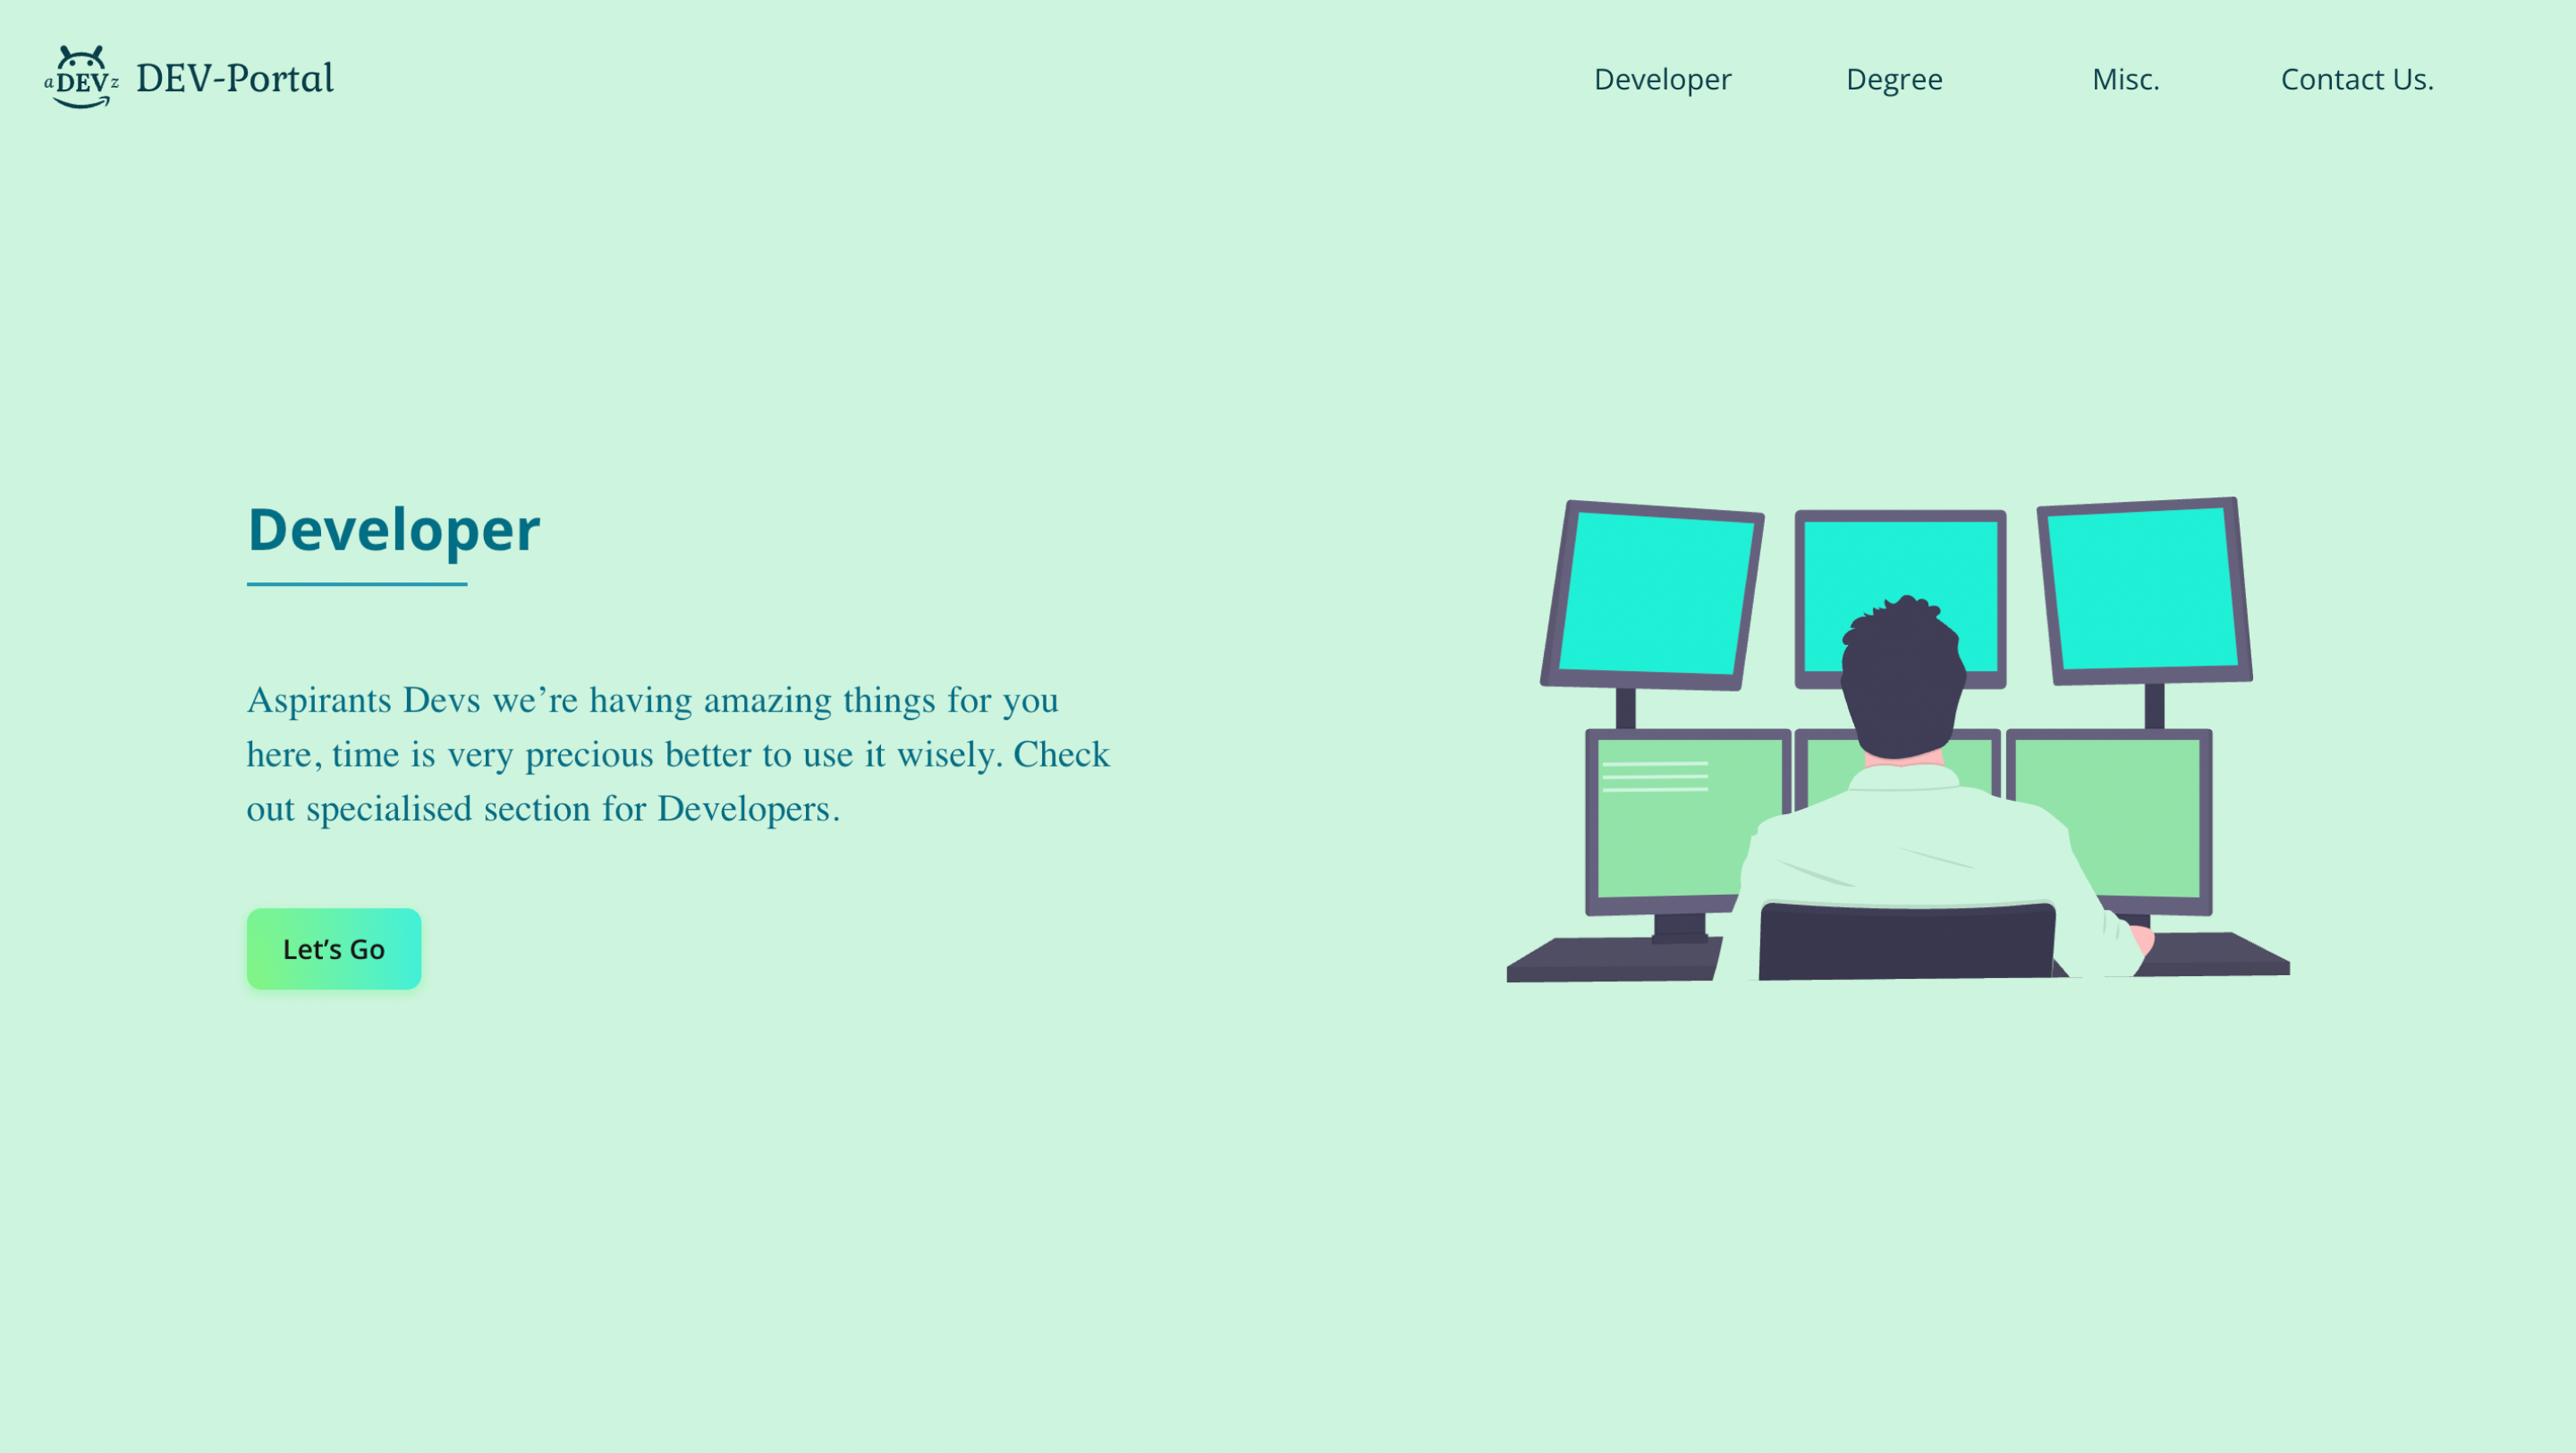 aDEVz DEV-Portal
Developer Degree Misc. Contact Us.
Developer
Aspirants Devs we’re having amazing things for you
here, time is very precious better to use it wisely. Check
out specialised section for Developers.
Let’s Go